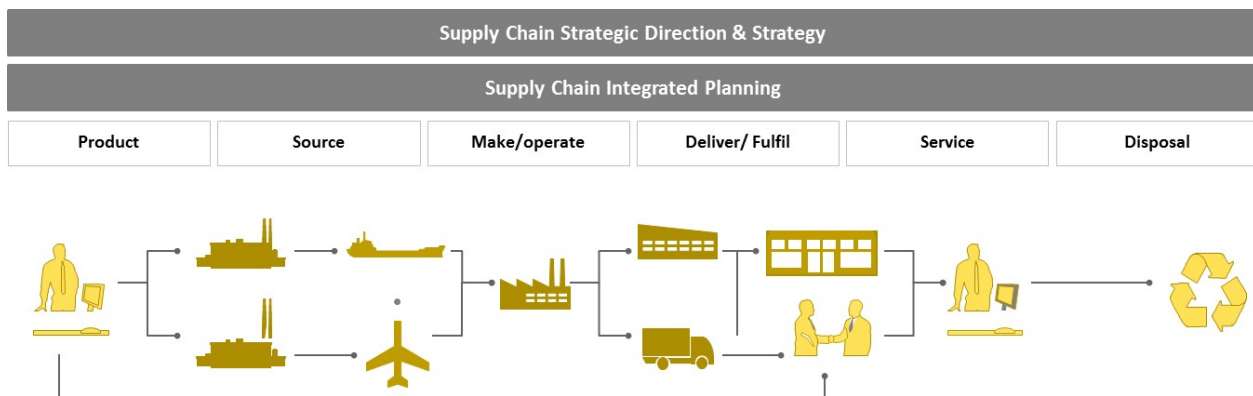 Supply Chain Strategic Direction & Strategy
Supply Chain Integrated Planning
Product
Source
Make/operate
Deliver/ Fulfil
Service
Disposal